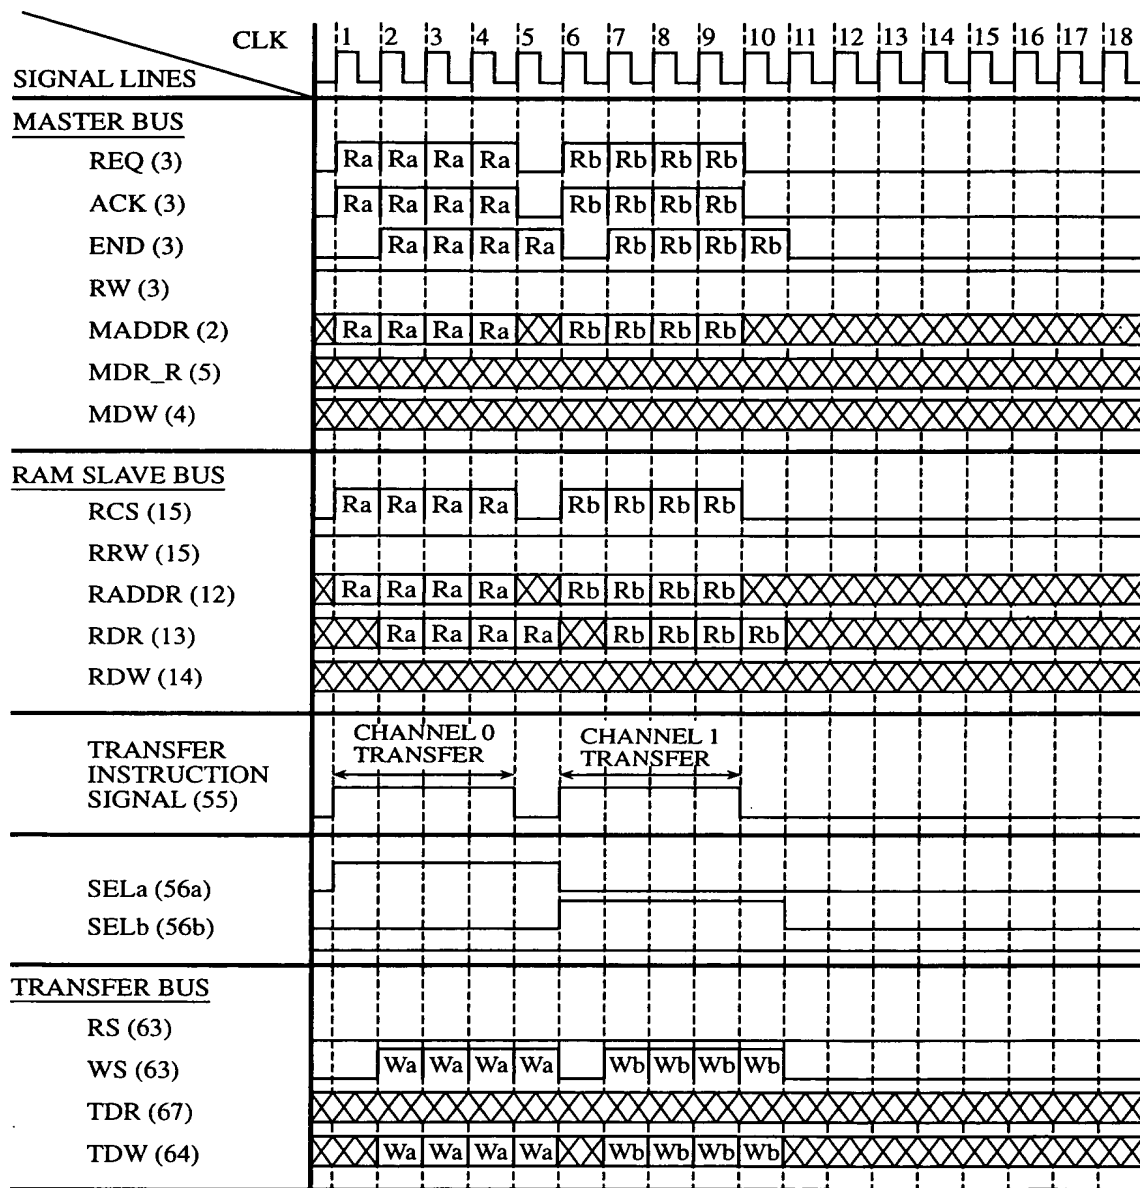 CLK 1 2 3 4 5 6 7 8 9 10 11 12 13 14 15 16 17 18
SIGNAL LINES
MASTER BUS
REQ (3) Ra Ra Ra Ra Rb Rb Rb Rb
ACK (3) Ra Ra Ra Ra Rb Rb Rb Rb
END (3) Ra Ra Ra Ra Rb Rb Rb Rb
RW (3)
MADDR (2) Ra Ra Ra Ra Rb Rb Rb Rb
MDR_R (5)
MDW (4)
RAM SLAVE BUS
RCS (15) Ra Ra Ra Ra Rb Rb Rb Rb
RRW (15)
RADDR (12) Ra Ra Ra Ra Rb Rb Rb Rb
RDR (13) Ra Ra Ra Ra Rb Rb Rb Rb
RDW (14)
CHANNEL 0 CHANNEL 1
TRANSFER TRANSFER TRANSFER
INSTRUCTION
SIGNAL (55)
SELa (56a)
SELb (56b)
TRANSFER BUS
RS (63)
WS (63) Wa Wa Wa Wa Wb Wb Wb Wb
TDR (67)
TDW (64) Wa Wa Wa Wa Wb Wb Wb Wb